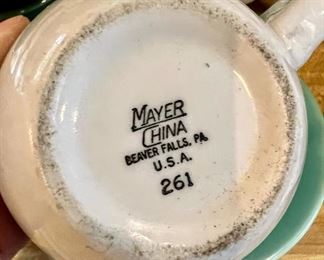 MAYER
CHINA
BEAVER FALLS, PA.
U.S.A.
261